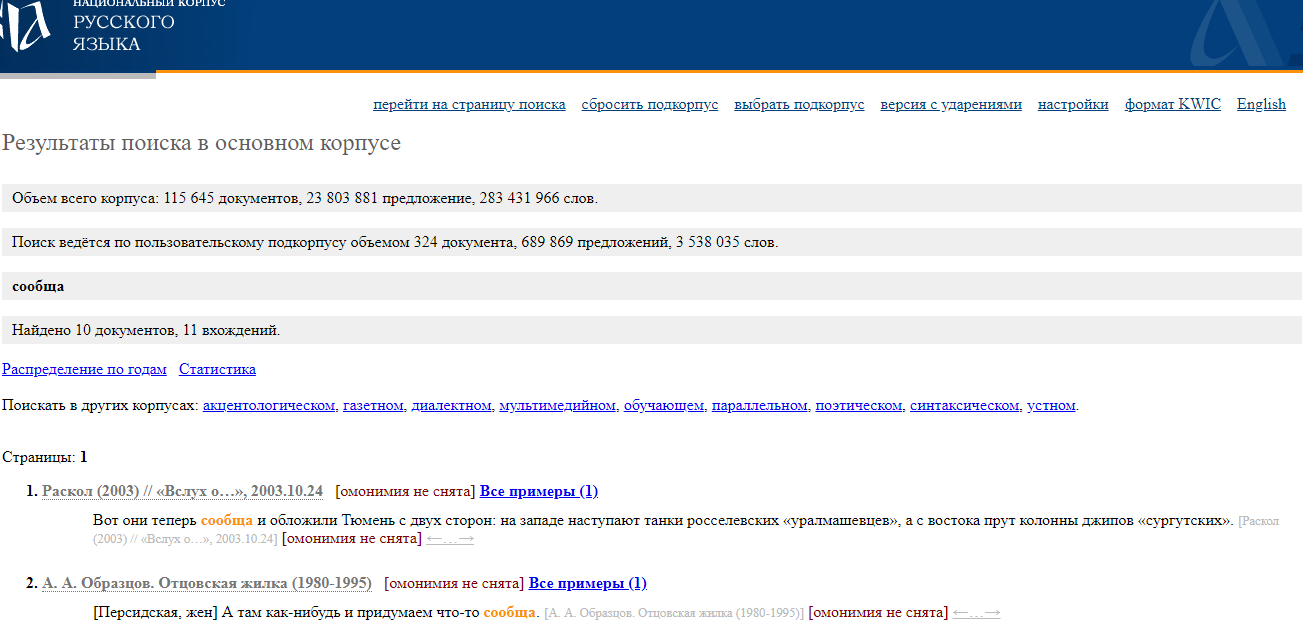 НАЦИОНАЛЬНЫЙ КОРПУС
РУССКОГО
ЯЗЫКА
перейти на страницу поиска сбросить подкорпус выбрать подкорпус версия с ударениями настройки формат KWIC English
Результаты поиска в основном корпусе
Объем всего корпуса: 115 645 документов, 23 803 881 предложение, 283 431 966 слов.
Поиск ведётся по пользовательскому подкорпусу объемом 324 документа, 689 869 предложений, 3 538 035 слов.
сообща
Найдено 10 документов, 11 вхождений.
Распределение по годам Статистика
Поискать в других корпусах: акцентологическом, газетном, диалектном, мультимедийном, обучающем, параллельном, поэтическом, синтаксическом, устном.
Страницы: 1
1. Раскол (2003) // «Вслух о…», 2003.10.24 [омонимия не снята] Все примеры (1)
Вот они теперь сообща и обложили Тюмень с двух сторон: на западе наступают танки росселевских «уралмашевцев», а с востока прут колонны джипов «сургутских». [Раскол
(2003) // «Вслух о…», 2003.10.24] [омонимия не снята] ←…→
2. А. А. Образцов. Отцовская жилка (1980-1995) [омонимия не снята] Все примеры (1)
[Персидская, жен] А там как-нибудь и придумаем что-то сообща. [А. А. Образцов. Отцовская жилка (1980-1995)] [омонимия не снята] ←…→